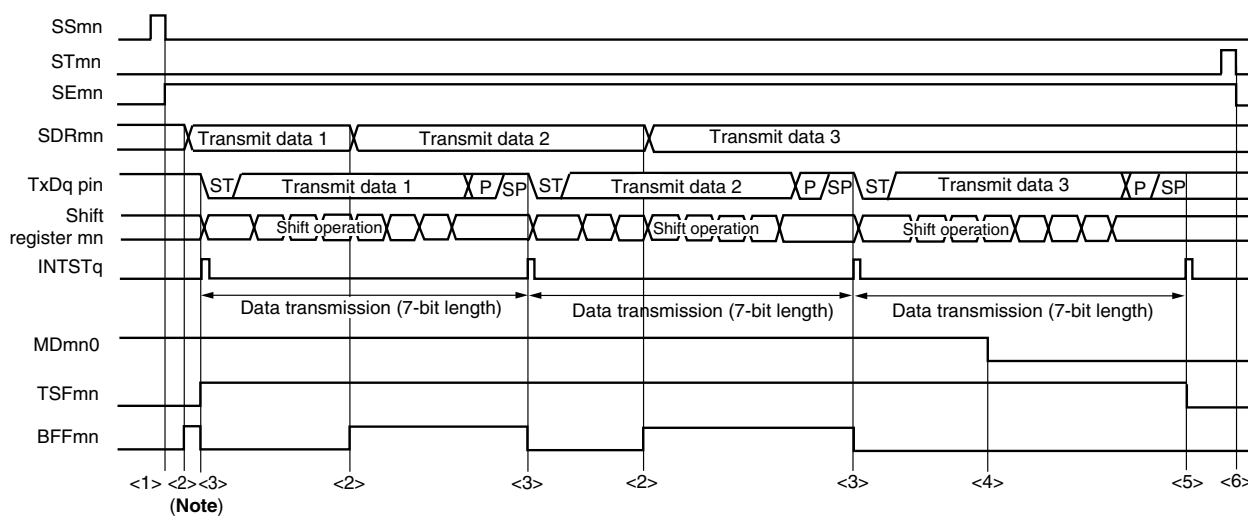 SSmn
STmn
SEmn
SDRmn Transmit data 1 Transmit data 2 Transmit data 3
TxDq pin ST Transmit data 1 P SP ST Transmit data 2 P SP ST Transmit data 3 P SP
Shift
register mn Shift operation Shift operation Shift operation
INTSTq
Data transmission (7-bit length) Data transmission (7-bit length) Data transmission (7-bit length)
MDmn0
TSFmn
BFFmn
<1> <2> <3> <2> <3> <2> <3> <4> <5> <6>
(Note)